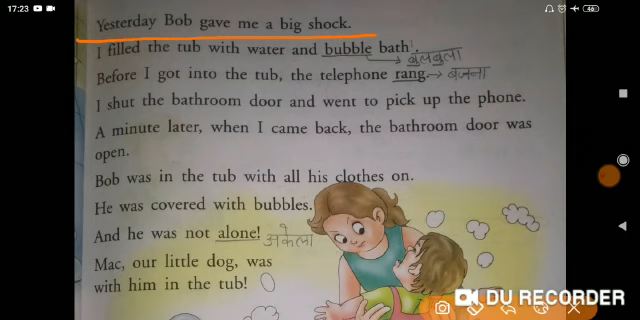 17:23
46
Yesterday Bob gave me a big shock.
I filled the tub with water and bubble bath.
बुलबुला
Before I got into the tub, the telephone rang → बजना
I shut the bathroom door and went to pick up the phone.
A minute later, when I came back, the bathroom door was
open.
Bob was in the tub with all his clothes on.
He was covered with bubbles.
And he was not alone! अकेला
Mac, our little dog, was
with him in the tub!
DU RECORDER